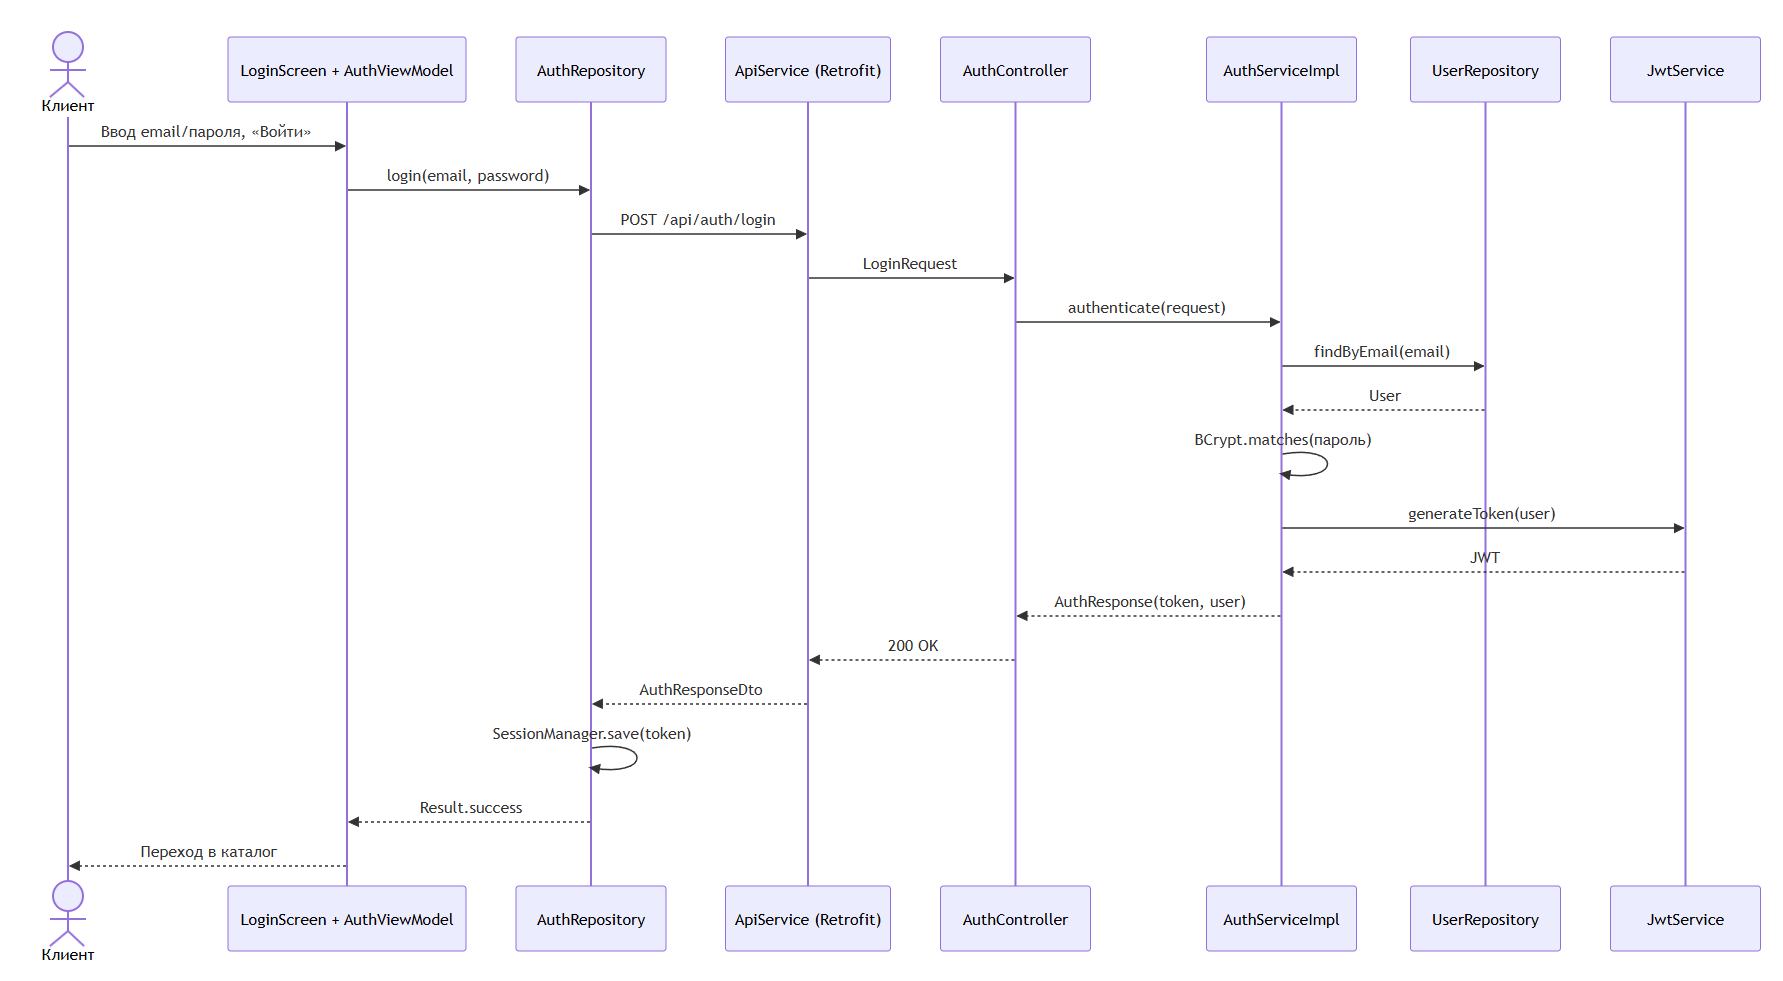 Клиент
LoginScreen + AuthViewModel
AuthRepository
ApiService (Retrofit)
AuthController
AuthServiceImpl
UserRepository
JwtService
Ввод email/пароля, «Войти»
login(email, password)
POST /api/auth/login
LoginRequest
authenticate(request)
findByEmail(email)
User
BCrypt.matches(пароль)
generateToken(user)
JWT
AuthResponse(token, user)
200 OK
AuthResponseDto
SessionManager.save(token)
Result.success
Переход в каталог
Клиент
LoginScreen + AuthViewModel
AuthRepository
ApiService (Retrofit)
AuthController
AuthServiceImpl
UserRepository
JwtService